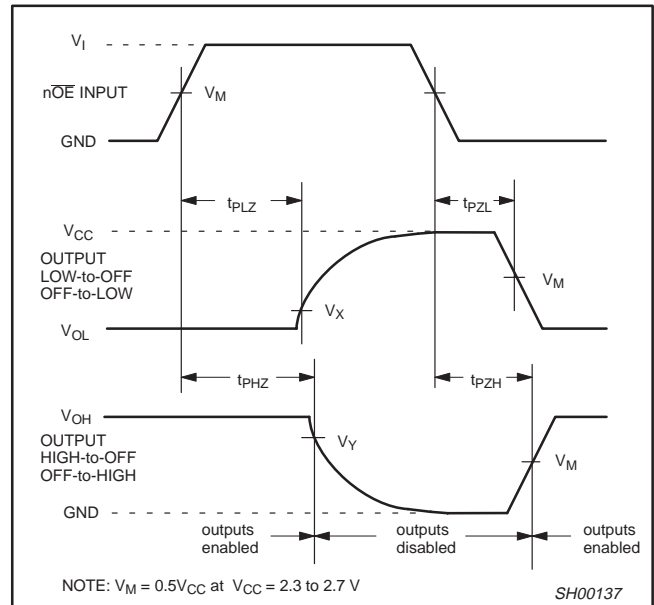 VI
nOE INPUT
VM
GND
tPLZ
tPZL
VCC
OUTPUT
LOW-to-OFF
OFF-to-LOW
VM
VX
VOL
tPHZ
tPZH
VOH
OUTPUT
HIGH-to-OFF
OFF-to-HIGH
VY
VM
GND
outputs
enabled
outputs
disabled
outputs
enabled
NOTE: VM = 0.5VCC at VCC = 2.3 to 2.7 V
SH00137